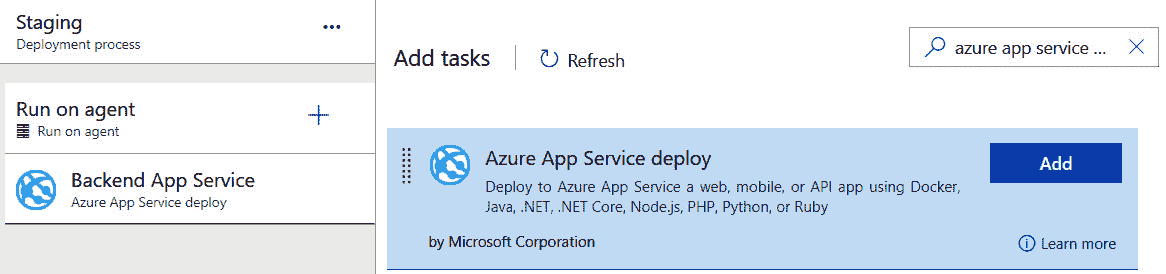 Staging
...
Deployment process
Add tasks
Refresh
azure app service ...
Run on agent
Run on agent
Backend App Service
Azure App Service deploy
Azure App Service deploy
Add
Deploy to Azure App Service a web, mobile, or API app using Docker,
Java, .NET, .NET Core, Node.js, PHP, Python, or Ruby
by Microsoft Corporation
Learn more